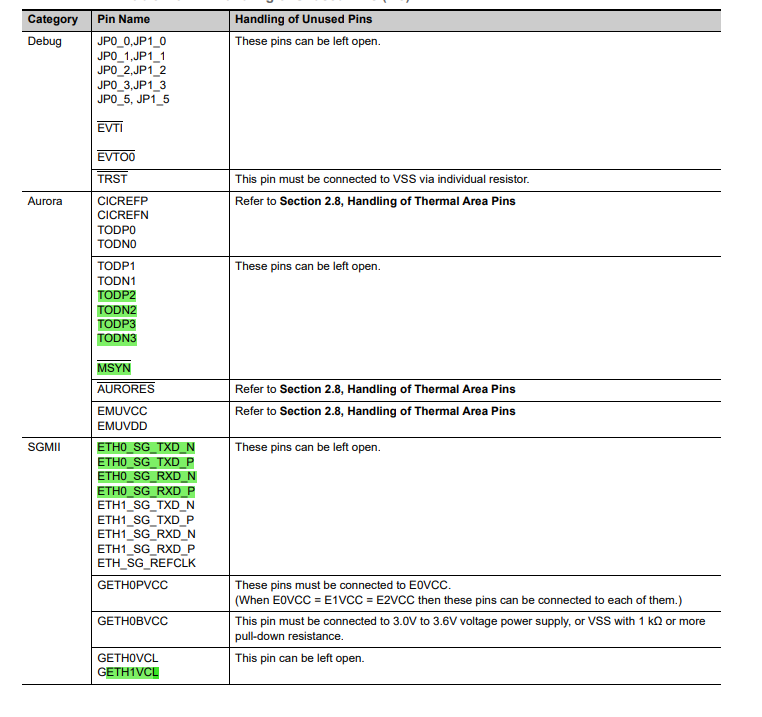 Category Pin Name Handling of Unused Pins
Debug JP0_0,JP1_0 These pins can be left open.
JP0_1,JP1_1
JP0_2,JP1_2
JP0_3,JP1_3
JP0_5, JP1_5
EVTI
EVTO0
TRST This pin must be connected to VSS via individual resistor.
Aurora CICREFP Refer to Section 2.8, Handling of Thermal Area Pins
CICREFN
TODP0
TODN0
TODP1 These pins can be left open.
TODN1
TODP2
TODN2
TODP3
TODN3
MSYN
AURORES Refer to Section 2.8, Handling of Thermal Area Pins
EMUVCC Refer to Section 2.8, Handling of Thermal Area Pins
EMUVDD
SGMII ETH0_SG_TXD_N These pins can be left open.
ETH0_SG_TXD_P
ETH0_SG_RXD_N
ETH0_SG_RXD_P
ETH1_SG_TXD_N
ETH1_SG_TXD_P
ETH1_SG_RXD_N
ETH1_SG_RXD_P
ETH_SG_REFCLK
GETH0PVCC These pins must be connected to E0VCC.
(When E0VCC = E1VCC = E2VCC then these pins can be connected to each of them.)
GETH0BVCC This pin must be connected to 3.0V to 3.6V voltage power supply, or VSS with 1 kΩ or more
pull-down resistance.
GETH0VCL This pin can be left open.
GETH1VCL